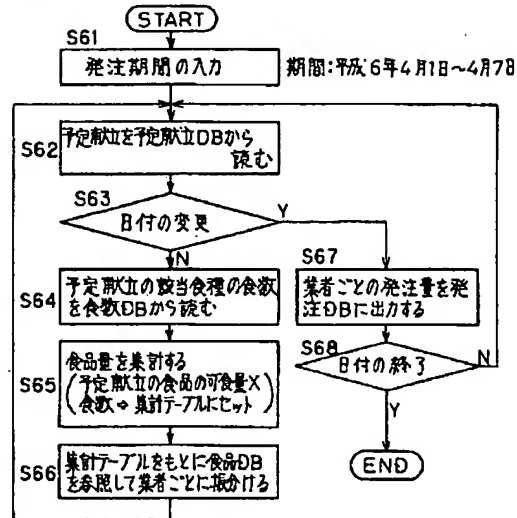 START
S61
発注期間の入力
期間:平成6年4月1日〜4月7日
S62
予定献立を予定献立DBから
読む
S63
日付の変更
Y
N
S64
予定献立の該当食種の食数
を食数DBから読む
S67
業者ごとの発注量を発
注DBに出力する
S65
食品量を集計する
(予定献立の食品の可食量×
食数⇒集計テーブルにセット)
S68
日付の終了
N
Y
S66
集計テーブルをもとに食品DB
を参照して業者ごとに振分ける
END